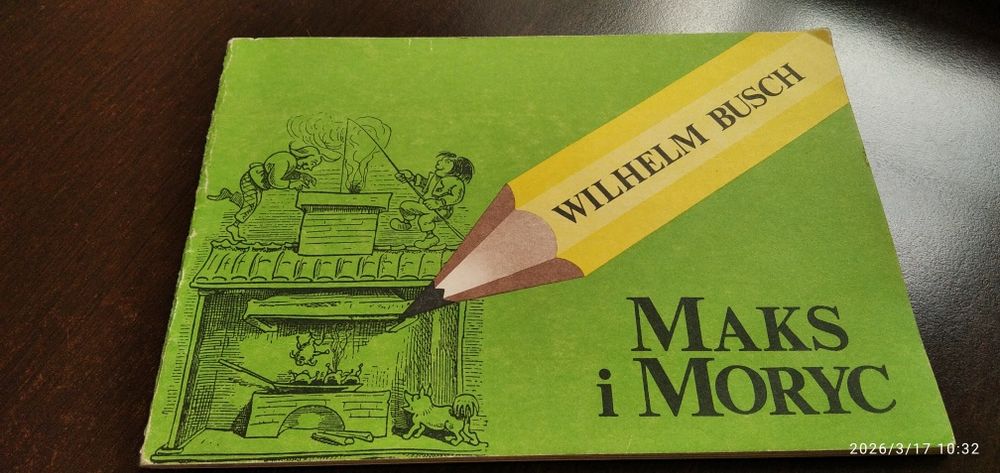 WILHELM BUSCH
MAKS
i MORYC
2026/3/17 10:32